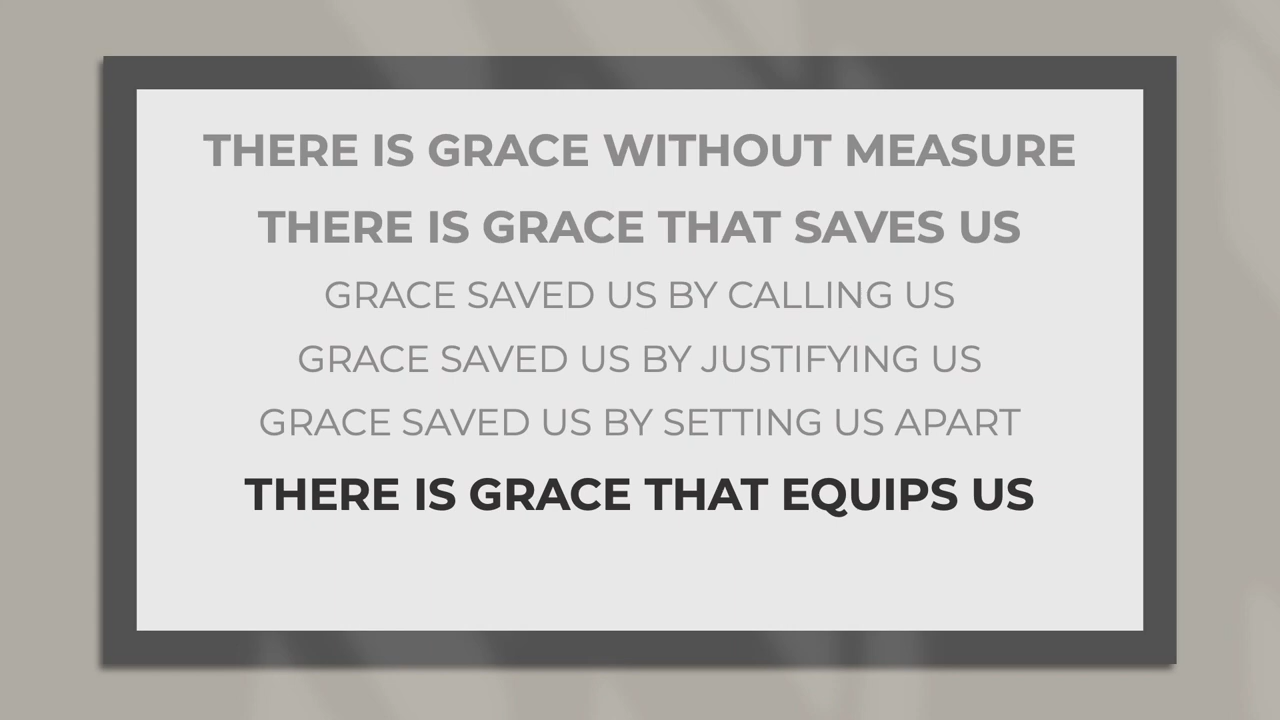 THERE IS GRACE WITHOUT MEASURE
THERE IS GRACE THAT SAVES US
GRACE SAVED US BY CALLING US
GRACE SAVED US BY JUSTIFYING US
GRACE SAVED US BY SETTING US APART
THERE IS GRACE THAT EQUIPS US